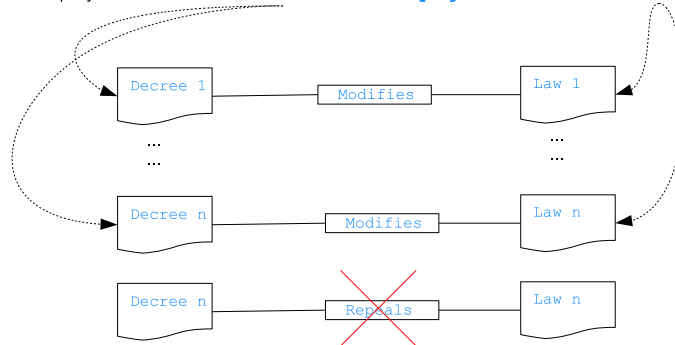 Decree 1
Modifies
Law 1
...
...
...
...
Decree n
Modifies
Law n
Decree n
Repeals
Law n